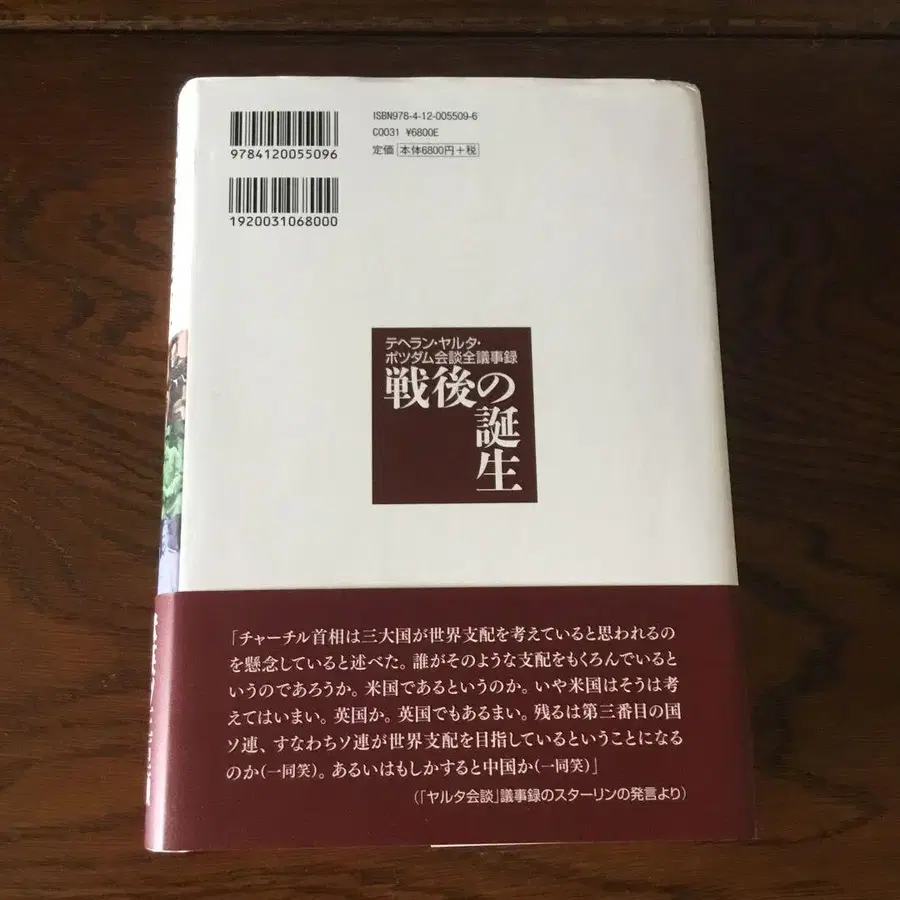 ISBN978-4-12-005509-6
C0031 ¥6800E
定価 本体6800円+税
9784120055096
1920031068000
テヘラン・ヤルタ・
ポツダム会談全議事録
戦後の
誕生
「チャーチル首相は三大国が世界支配を考えていると思われるの
を懸念していると述べた。誰がそのような支配をもくろんでいると
いうのであろうか。米国であるというのか。いや米国はそうは考
えてはいまい。英国か。英国でもあるまい。残るは第三番目の国
ソ連、すなわちソ連が世界支配を目指しているということになる
のか(一同笑)。あるいはもしかすると中国か(一同笑)」
(「ヤルタ会談」議事録のスターリンの発言より)